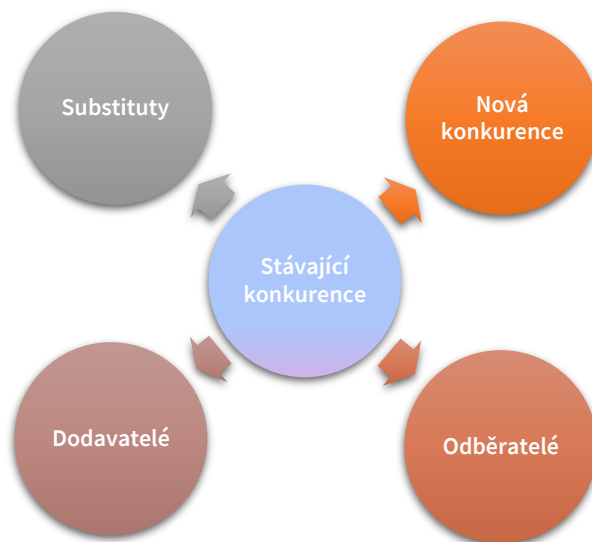 Substituty
Nová
konkurence
Stávající
konkurence
Dodavatelé
Odběratelé